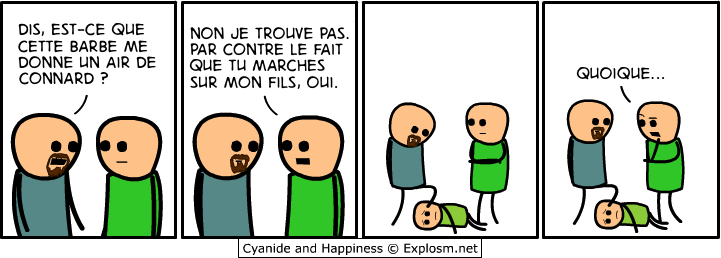 DIS, EST-CE QUE
CETTE BARBE ME
DONNE UN AIR DE
CONNARD ?
NON JE TROUVE PAS.
PAR CONTRE LE FAIT
QUE TU MARCHES
SUR MON FILS, OUI.
QUOIQUE...
Cyanide and Happiness © Explosm.net